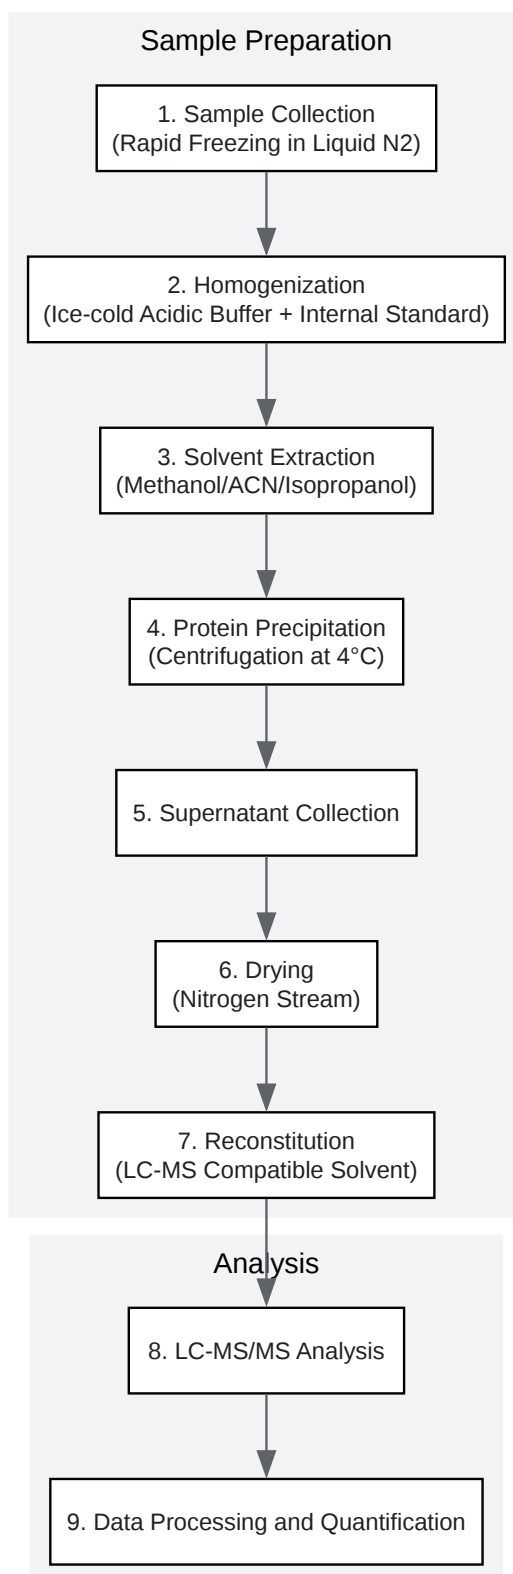 Sample Preparation
1. Sample Collection
(Rapid Freezing in Liquid N2)
2. Homogenization
(Ice-cold Acidic Buffer + Internal Standard)
3. Solvent Extraction
(Methanol/ACN/Isopropanol)
4. Protein Precipitation
(Centrifugation at 4°C)
5. Supernatant Collection
6. Drying
(Nitrogen Stream)
7. Reconstitution
(LC-MS Compatible Solvent)
Analysis
8. LC-MS/MS Analysis
9. Data Processing and Quantification